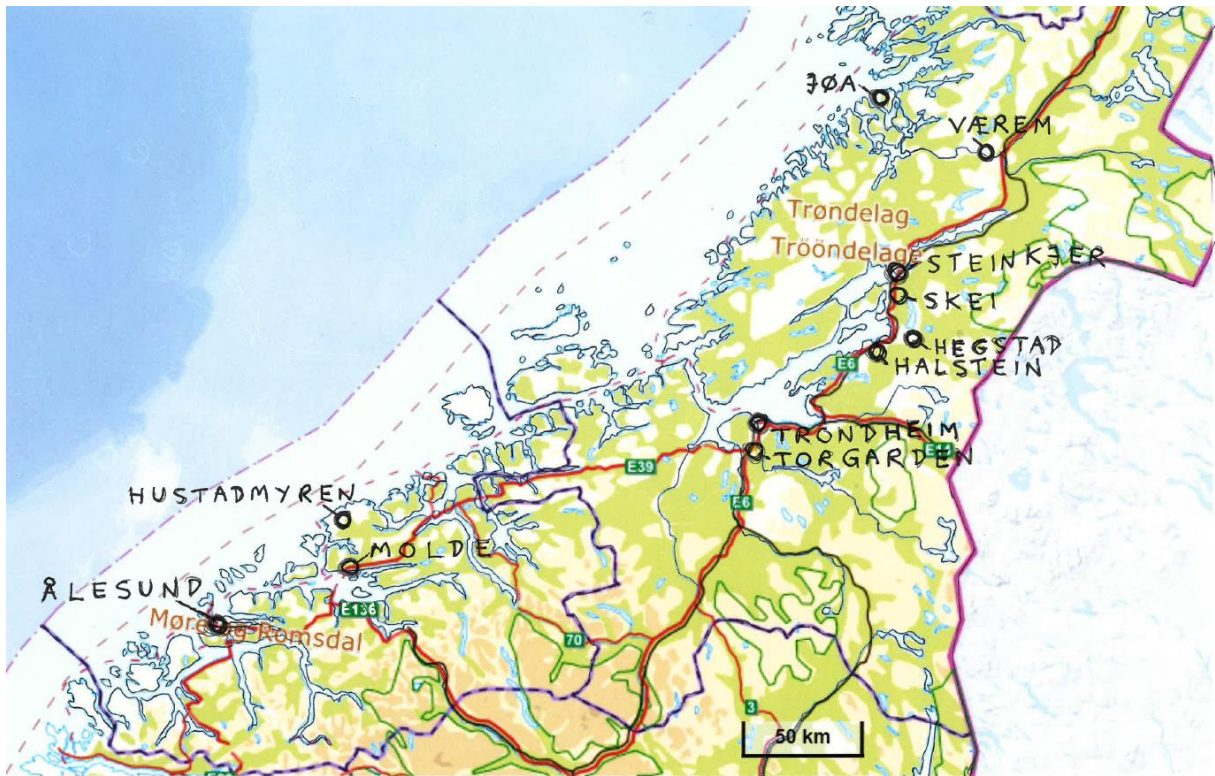 JØA
VÆREM
Trøndelag
Trööndelage
STEINKJER
SKEI
HEGSTAD
HALSTEIN
E6
TRONDHEIM
TORGARDEN
E14
E39
E6
HUSTADMYREN
MOLDE
ÅLESUND
E136
Møre og Romsdal
70
3
50 km